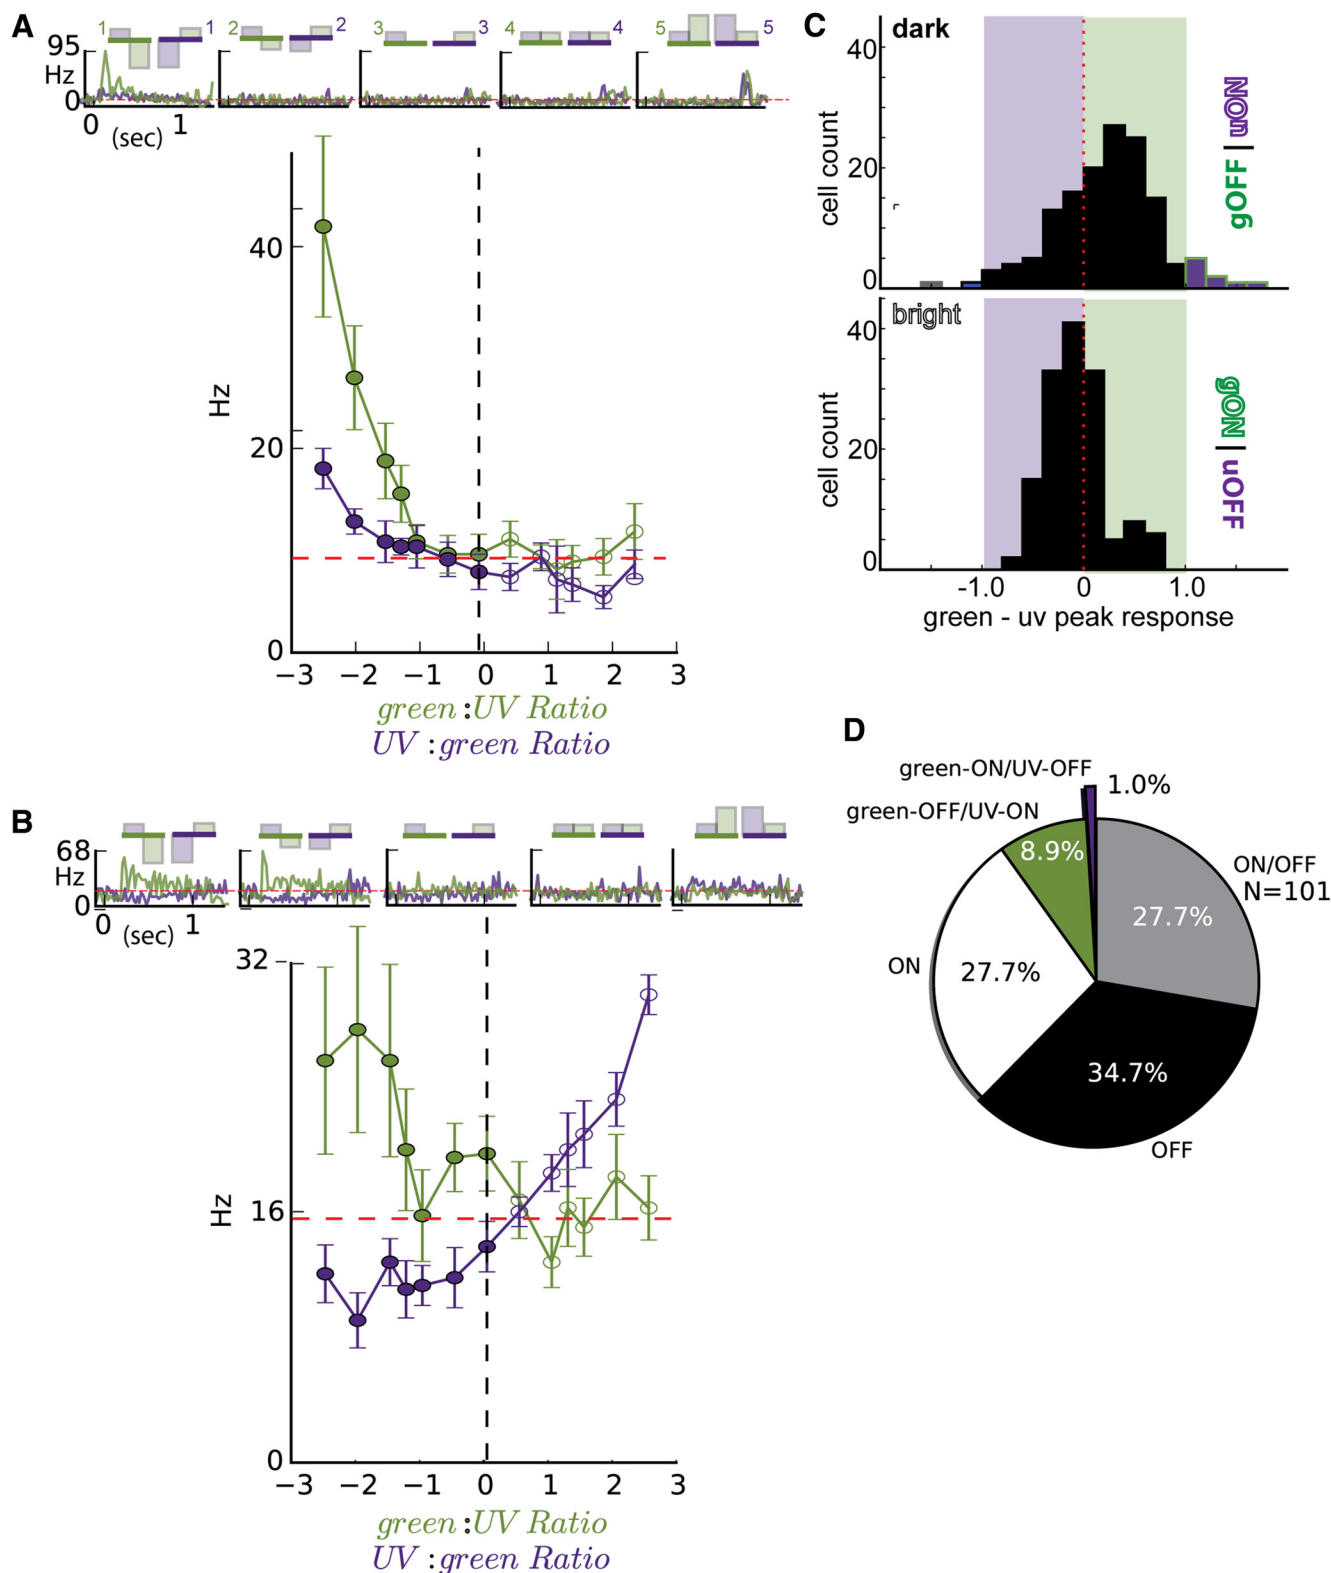 A
1 1 2 2 3 3 4 4 5 5
95
Hz
0
0 1
(sec)
40
20
0
Hz
−3 −2 −1 0 1 2 3
green:UV Ratio
UV:green Ratio
B
68
Hz
0
0 1
(sec)
32
16
0
Hz
−3 −2 −1 0 1 2 3
green:UV Ratio
UV:green Ratio
C
dark
40
20
0
cell count
gOFF | uON
bright
40
20
0
cell count
uOFF | gON
-1.0 0 1.0
green - uv peak response
D
green-ON/UV-OFF
1.0%
green-OFF/UV-ON
8.9%
ON/OFF
N=101
27.7%
ON
27.7%
34.7%
OFF